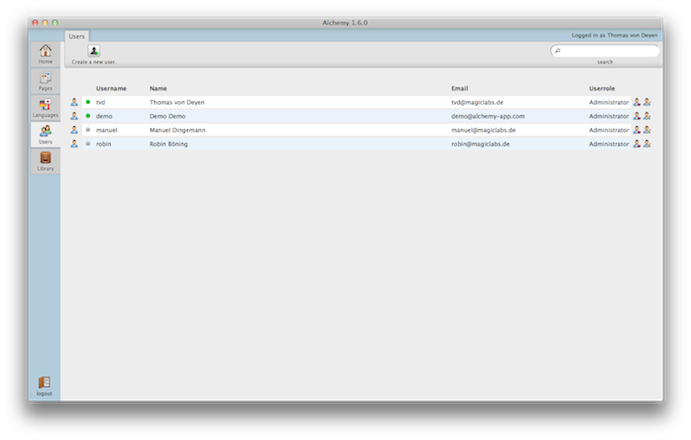 Alchemy 1.6.0
Users
Logged in as Thomas von Deyen
Home
Create a new user.
search
Pages
Username Name Email Userrole
tvd Thomas von Deyen tvd@magiclabs.de Administrator
Languages
demo Demo Demo demo@alchemy-app.com Administrator
manuel Manuel Dingemann manuel@magiclabs.de Administrator
Users
robin Robin Böning robin@magiclabs.de Administrator
Library
logout